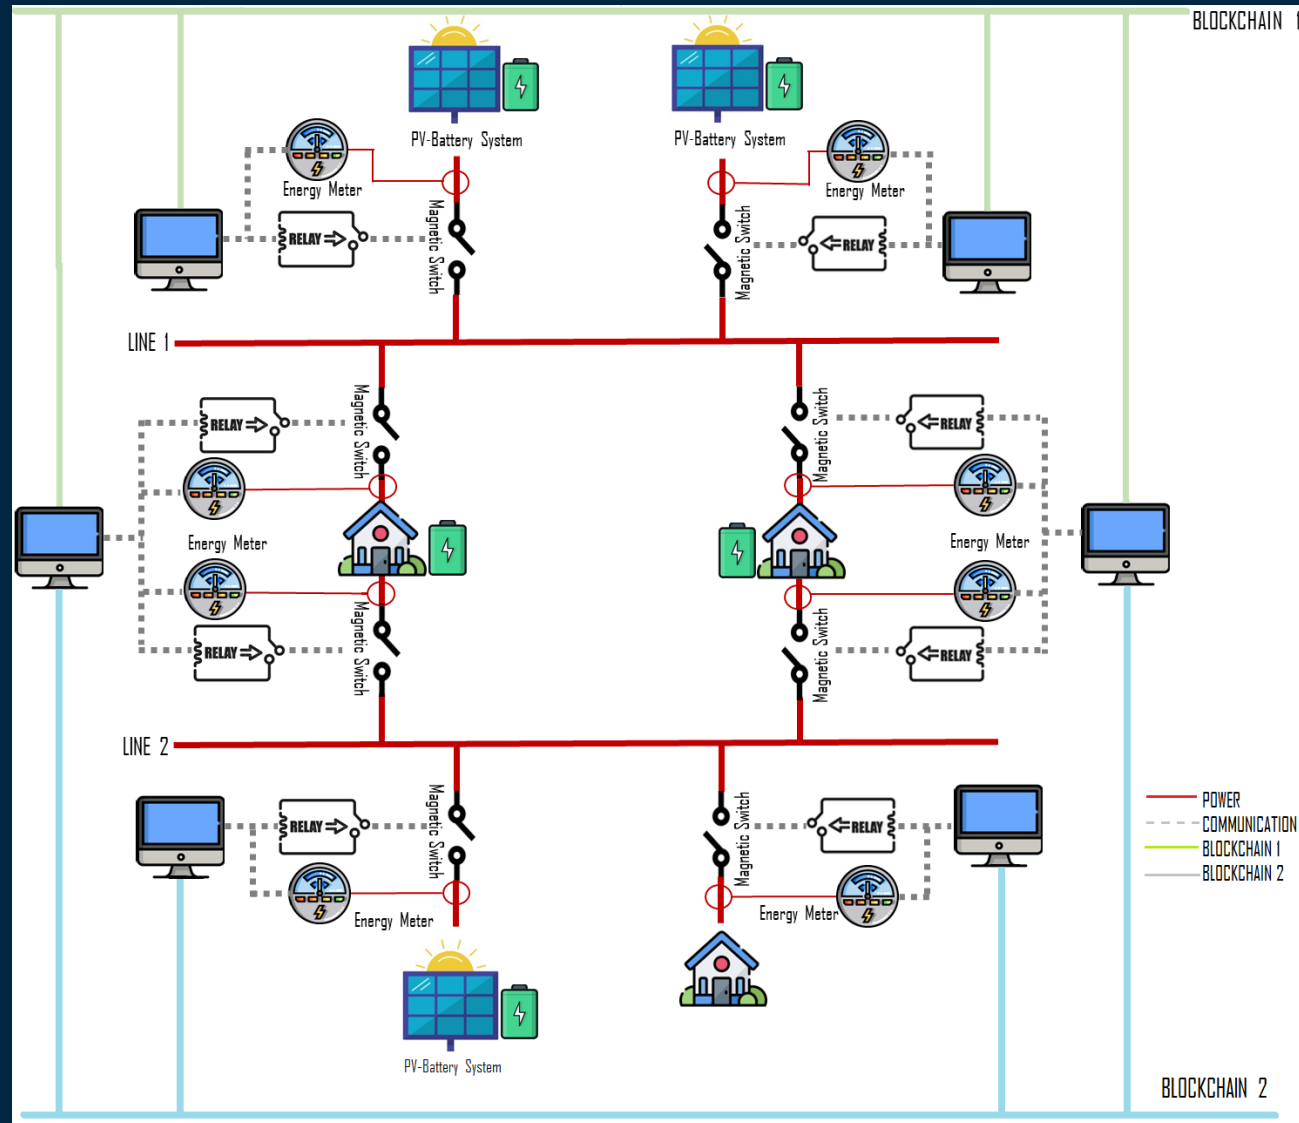 BLOCKCHAIN 1
PV-Battery System
PV-Battery System
Energy Meter
Energy Meter
Magnetic Switch
Magnetic Switch
RELAY
RELAY
LINE 1
Magnetic Switch
Magnetic Switch
RELAY
RELAY
Energy Meter
Energy Meter
Magnetic Switch
Magnetic Switch
RELAY
RELAY
LINE 2
Magnetic Switch
Magnetic Switch
RELAY
RELAY
Energy Meter
Energy Meter
PV-Battery System
POWER
COMMUNICATION
BLOCKCHAIN 1
BLOCKCHAIN 2
BLOCKCHAIN 2